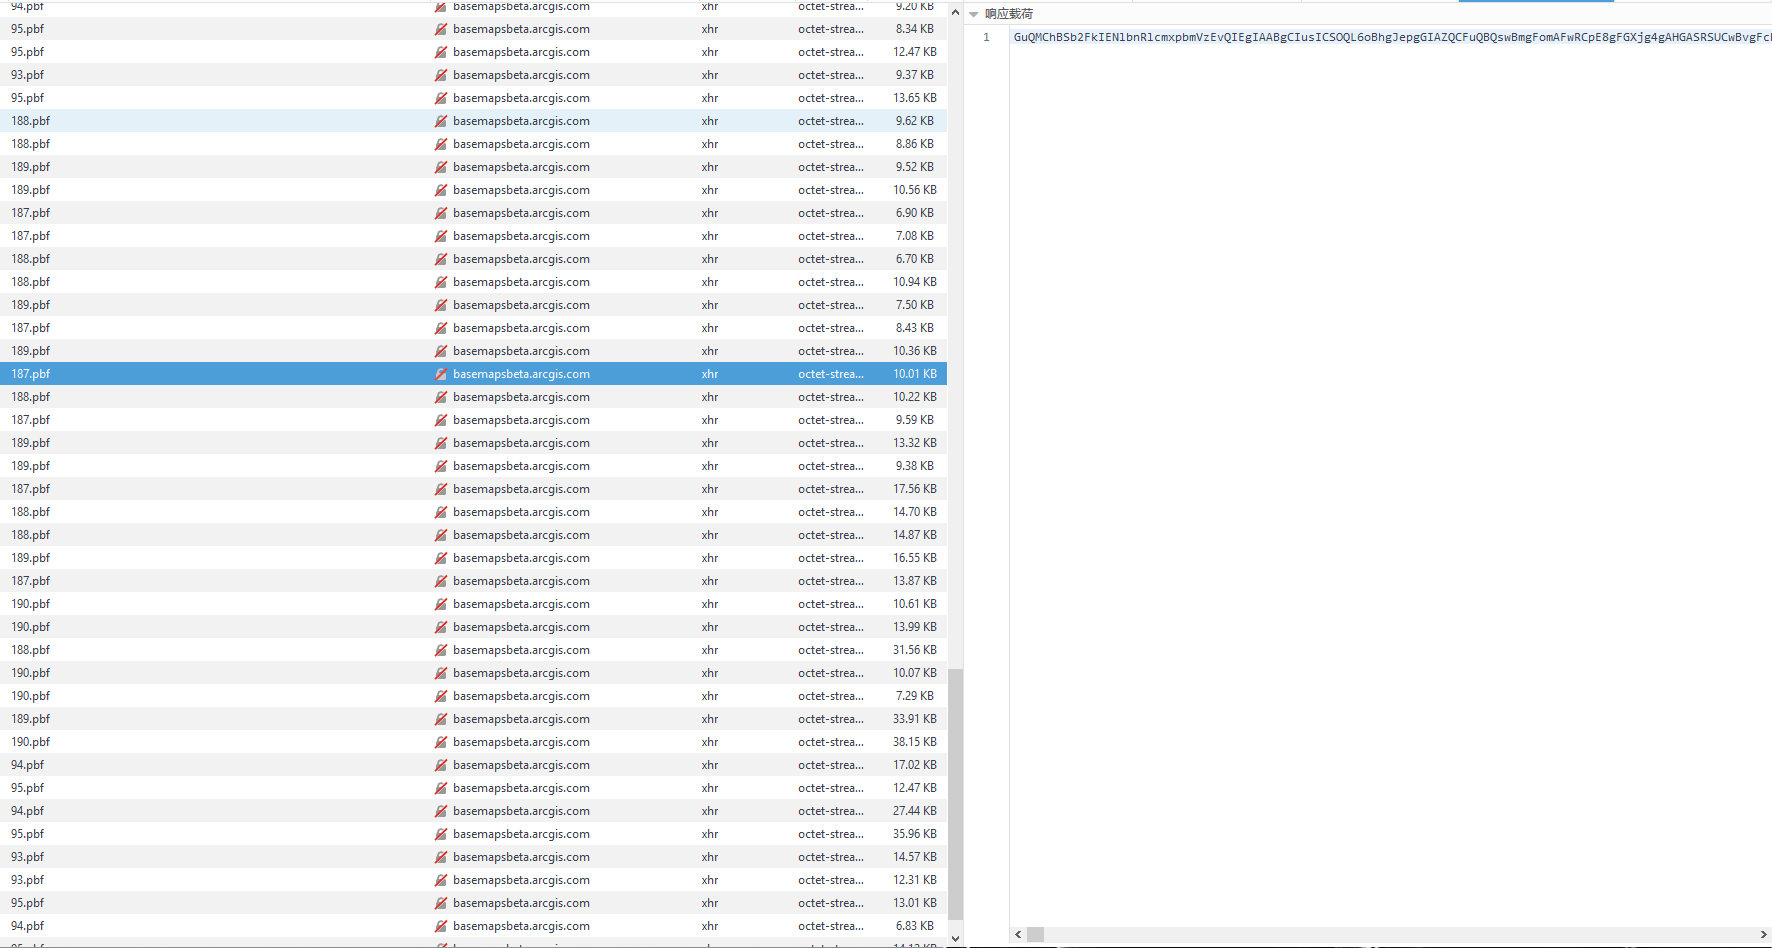 94.pbf basemapsbeta.arcgis.com xhr octet-strea... 9.20 KB
95.pbf basemapsbeta.arcgis.com xhr octet-strea... 8.34 KB
95.pbf basemapsbeta.arcgis.com xhr octet-strea... 12.47 KB
93.pbf basemapsbeta.arcgis.com xhr octet-strea... 9.37 KB
95.pbf basemapsbeta.arcgis.com xhr octet-strea... 13.65 KB
188.pbf basemapsbeta.arcgis.com xhr octet-strea... 9.62 KB
188.pbf basemapsbeta.arcgis.com xhr octet-strea... 8.86 KB
189.pbf basemapsbeta.arcgis.com xhr octet-strea... 9.52 KB
189.pbf basemapsbeta.arcgis.com xhr octet-strea... 10.56 KB
187.pbf basemapsbeta.arcgis.com xhr octet-strea... 6.90 KB
187.pbf basemapsbeta.arcgis.com xhr octet-strea... 7.08 KB
188.pbf basemapsbeta.arcgis.com xhr octet-strea... 6.70 KB
188.pbf basemapsbeta.arcgis.com xhr octet-strea... 10.94 KB
189.pbf basemapsbeta.arcgis.com xhr octet-strea... 7.50 KB
187.pbf basemapsbeta.arcgis.com xhr octet-strea... 8.43 KB
189.pbf basemapsbeta.arcgis.com xhr octet-strea... 10.36 KB
187.pbf basemapsbeta.arcgis.com xhr octet-strea... 10.01 KB
188.pbf basemapsbeta.arcgis.com xhr octet-strea... 10.22 KB
187.pbf basemapsbeta.arcgis.com xhr octet-strea... 9.59 KB
189.pbf basemapsbeta.arcgis.com xhr octet-strea... 13.32 KB
189.pbf basemapsbeta.arcgis.com xhr octet-strea... 9.38 KB
187.pbf basemapsbeta.arcgis.com xhr octet-strea... 17.56 KB
188.pbf basemapsbeta.arcgis.com xhr octet-strea... 14.70 KB
188.pbf basemapsbeta.arcgis.com xhr octet-strea... 14.87 KB
189.pbf basemapsbeta.arcgis.com xhr octet-strea... 16.55 KB
187.pbf basemapsbeta.arcgis.com xhr octet-strea... 13.87 KB
190.pbf basemapsbeta.arcgis.com xhr octet-strea... 10.61 KB
190.pbf basemapsbeta.arcgis.com xhr octet-strea... 13.99 KB
188.pbf basemapsbeta.arcgis.com xhr octet-strea... 31.56 KB
190.pbf basemapsbeta.arcgis.com xhr octet-strea... 10.07 KB
190.pbf basemapsbeta.arcgis.com xhr octet-strea... 7.29 KB
189.pbf basemapsbeta.arcgis.com xhr octet-strea... 33.91 KB
190.pbf basemapsbeta.arcgis.com xhr octet-strea... 38.15 KB
94.pbf basemapsbeta.arcgis.com xhr octet-strea... 17.02 KB
95.pbf basemapsbeta.arcgis.com xhr octet-strea... 12.47 KB
94.pbf basemapsbeta.arcgis.com xhr octet-strea... 27.44 KB
95.pbf basemapsbeta.arcgis.com xhr octet-strea... 35.96 KB
93.pbf basemapsbeta.arcgis.com xhr octet-strea... 14.57 KB
93.pbf basemapsbeta.arcgis.com xhr octet-strea... 12.31 KB
95.pbf basemapsbeta.arcgis.com xhr octet-strea... 13.01 KB
94.pbf basemapsbeta.arcgis.com xhr octet-strea... 6.83 KB
响应载荷
1 GuQMChBSb2FkIENlbnRlcmxpbmVzEvQIEgIAABgCIusICSOQL6oBhgJepgGIAZQCFuQBQswBmgFomAFwRCpE8gFGXjg4gAHGASRSUCwBvgFc